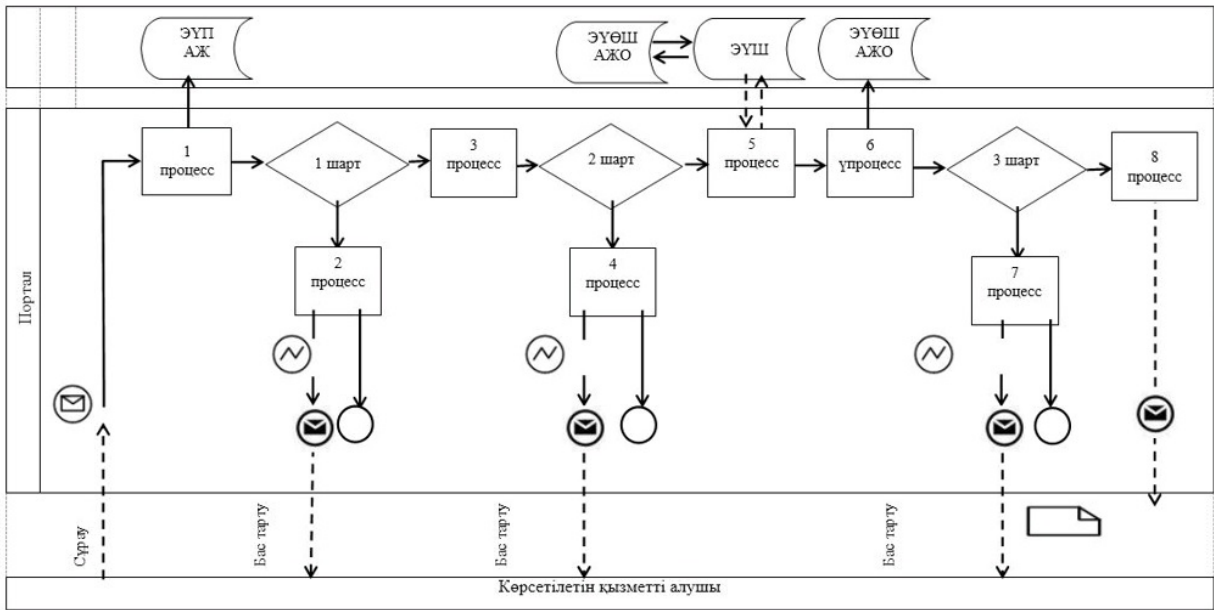 ЭҮП
АЖ
ЭҮӨШ
АЖО
ЭҮШ
ЭҮӨШ
АЖО
1
процесс
1 шарт
3
процесс
2 шарт
5
процесс
6
үпроцесс
3 шарт
8
процесс
2
процесс
4
процесс
7
процесс
Портал
Сұрау
Бас тарту
Бас тарту
Бас тарту
Көрсетілетін қызметті алушы